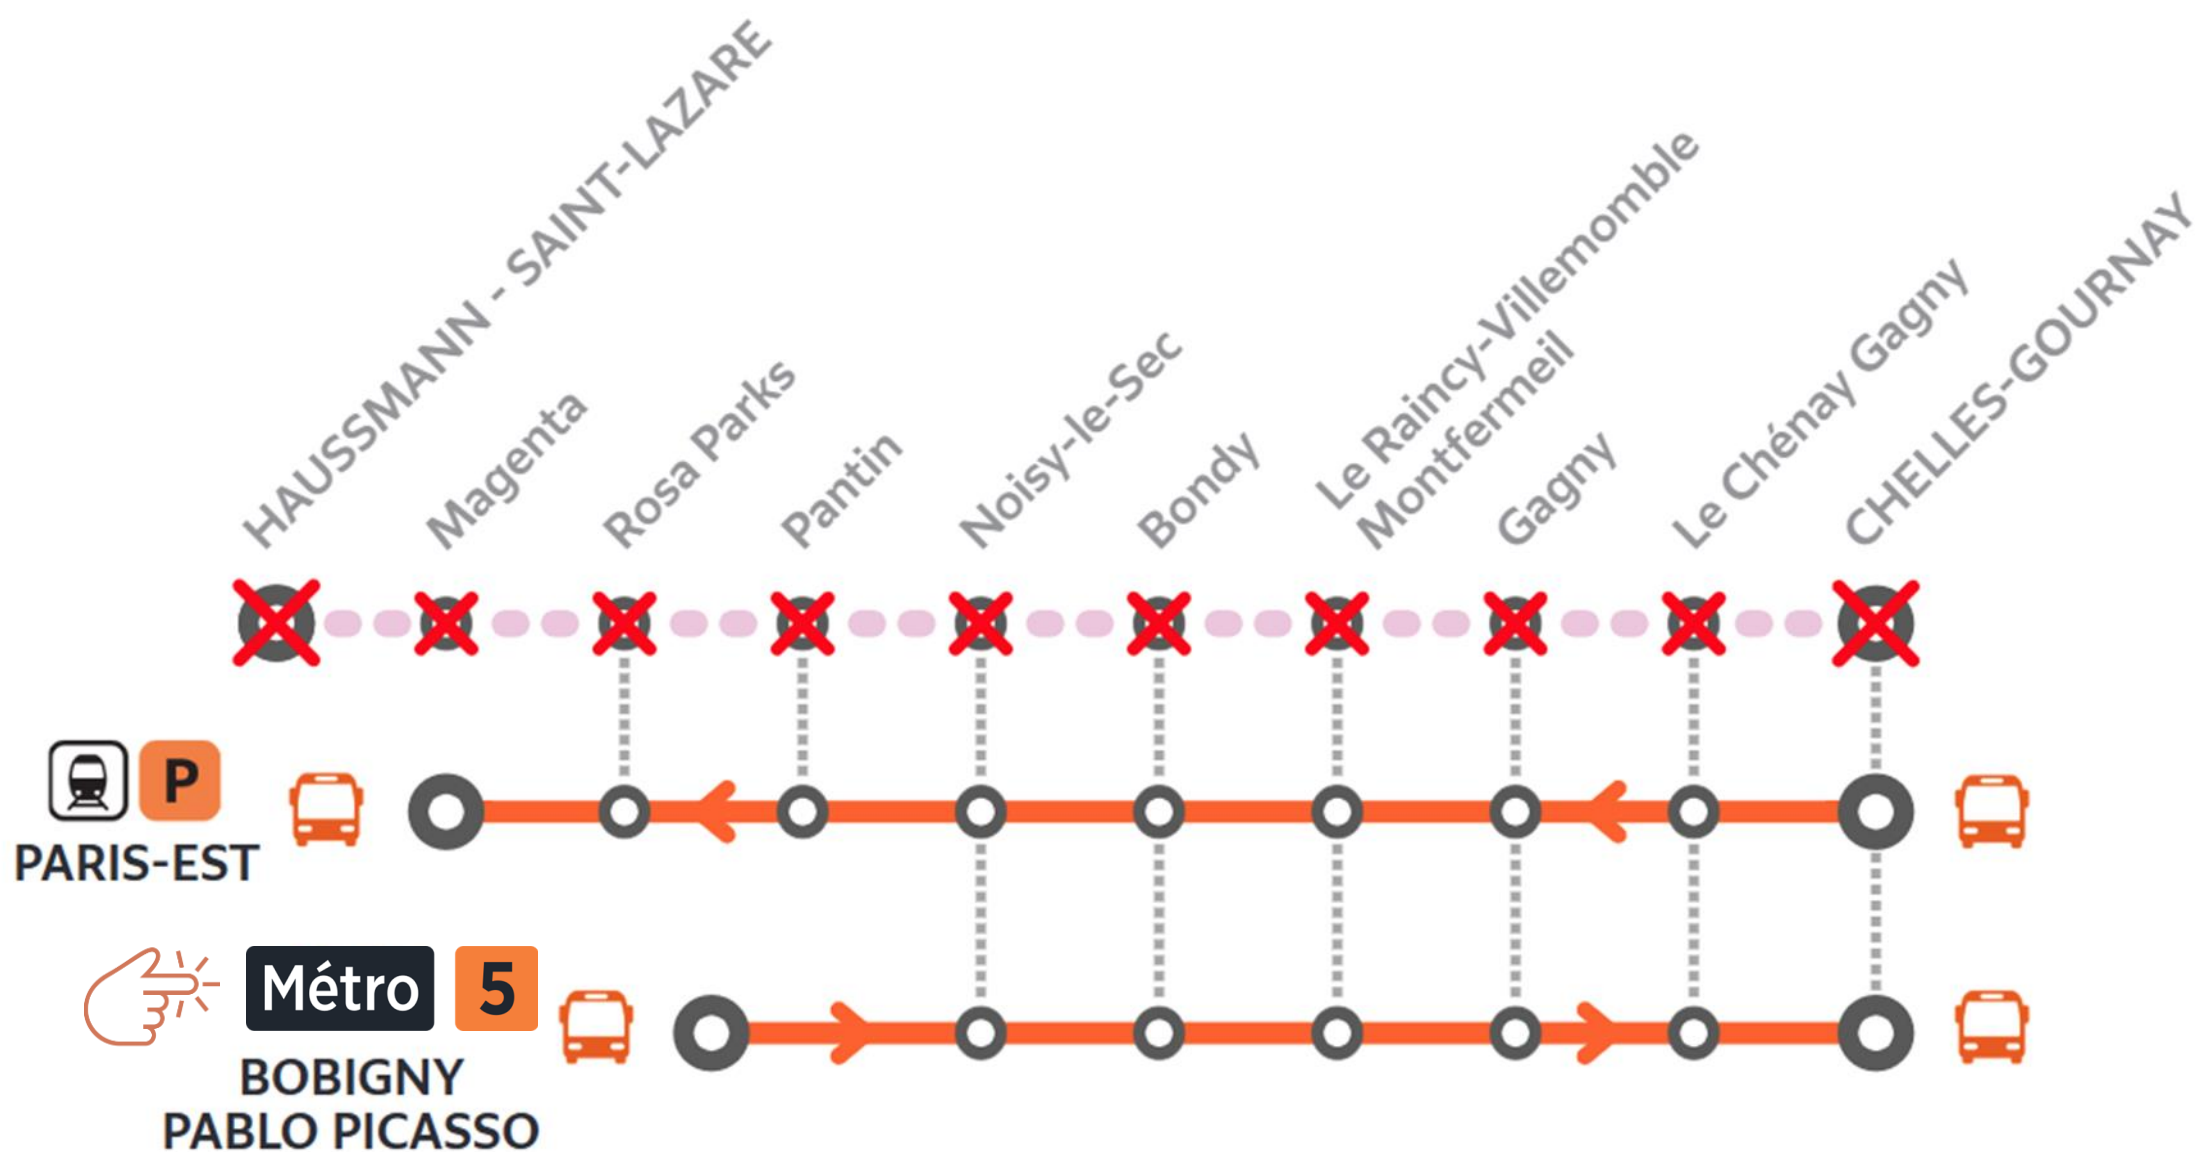 HAUSSMANN - SAINT-LAZARE
Magenta
Rosa Parks
Pantin
Noisy-le-Sec
Bondy
Le Raincy-Villemomble
Montfermeil
Gagny
Le Chénay Gagny
CHELLES-GOURNAY
P
PARIS-EST
Métro 5
BOBIGNY
PABLO PICASSO